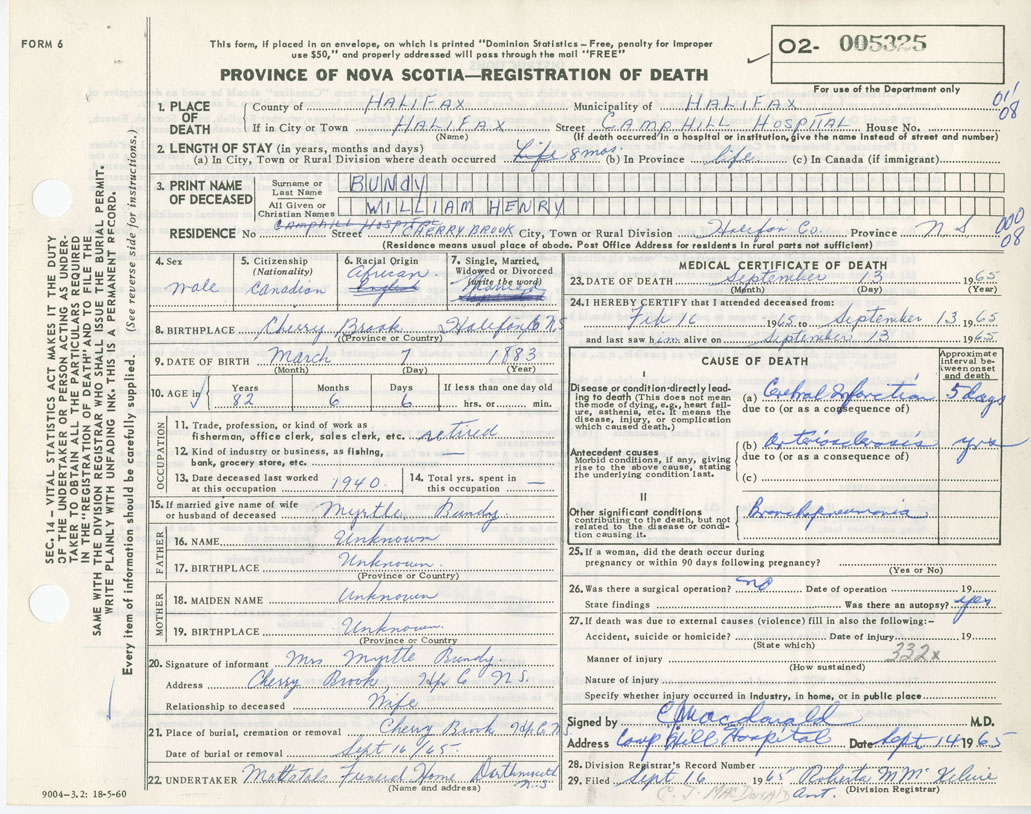 FORM 6
This form, if placed in an envelope, on which is printed "Dominion Statistics – Free, penalty for improper
use $50," and properly addressed will pass through the mail "FREE"
PROVINCE OF NOVA SCOTIA—REGISTRATION OF DEATH
02- 005325
For use of the Department only
SEC. 14 – VITAL STATISTICS ACT MAKES IT THE DUTY
OF THE UNDERTAKER OR PERSON ACTING AS UNDER-
TAKER TO OBTAIN ALL THE PARTICULARS REQUIRED
IN THE "REGISTRATION OF DEATH" AND TO FILE THE
SAME WITH THE DIVISION REGISTRAR WHO SHALL ISSUE THE BURIAL PERMIT.
WRITE PLAINLY WITH UNFADING INK. THIS IS A PERMANENT RECORD.
Every item of information should be carefully supplied. (See reverse side for instructions.)
1. PLACE OF DEATH
County of HALIFAX Municipality of HALIFAX 01'
08
If in City or Town HALIFAX Street CAMP HILL HOSPITAL House No.
(Name) (If death occurred in a hospital or institution, give the name instead of street and number)
2. LENGTH OF STAY (in years, months and days)
(a) In City, Town or Rural Division where death occurred Life 8 mos. (b) In Province life (c) In Canada (if immigrant)
3. PRINT NAME OF DECEASED
Surname or Last Name BUNDY
All Given or Christian Names WILLIAM HENRY
RESIDENCE No Camphill Hospital Street CHERRY BROOK City, Town or Rural Division Halifax Co. Province N S 000
08
(Residence means usual place of abode. Post Office Address for residents in rural parts not sufficient)
4. Sex
Male
5. Citizenship
(Nationality)
Canadian
6. Racial Origin
African
English
7. Single, Married,
Widowed or Divorced
(write the word)
Married
8. BIRTHPLACE Cherry Brook Halifax Co N S
(Province or Country)
9. DATE OF BIRTH March 7 1883
(Month) (Day) (Year)
10. AGE in Years Months Days If less than one day old
82 6 6 hrs. or min.
OCCUPATION
11. Trade, profession, or kind of work as
fisherman, office clerk, sales clerk, etc. retired
12. Kind of industry or business, as fishing,
bank, grocery store, etc. —
13. Date deceased last worked
at this occupation 1940.
14. Total yrs. spent in
this occupation —
15. If married give name of wife
or husband of deceased Myrtle Bundy
FATHER
16. NAME Unknown
17. BIRTHPLACE Unknown.
(Province or Country)
MOTHER
18. MAIDEN NAME Unknown
19. BIRTHPLACE Unknown.
(Province or Country
20. Signature of informant Mrs Myrtle Bundy.
Address Cherry Brook, Hfx Co N.S.
Relationship to deceased Wife
21. Place of burial, cremation or removal Cherry Brook Hfx Co N S
Date of burial or removal Sept 16/65.
22. UNDERTAKER Mattatals Funeral Home Dartmouth N.S
(Name and address)
9004-3.2: 18-5-60
MEDICAL CERTIFICATE OF DEATH
23. DATE OF DEATH September 13 1965
(Month) (Day) (Year)
24. I HEREBY CERTIFY that I attended deceased from:
Feb 16 1965 to September 13 1965
and last saw him alive on September 13 1965.
CAUSE OF DEATH
Approximate
interval be-
tween onset
and death
I
Disease or condition directly lead-
ing to death (This does not mean
the mode of dying, e.g., heart fail-
ure, asthenia, etc. It means the
disease, injury, or complication
which caused death.)
(a) Cerebral Infarction 5 days
due to (or as a consequence of)
Antecedent causes
Morbid conditions, if any, giving
rise to the above cause, stating
the underlying condition last.
(b) Arteriosclerosis yrs
due to (or as a consequence of)
(c)
II
Other significant conditions
contributing to the death, but not
related to the disease or condi-
tion causing it.
Bronchopneumonia
25. If a woman, did the death occur during
pregnancy or within 90 days following pregnancy?
(Yes or No)
26. Was there a surgical operation? no Date of operation 19
State findings Was there an autopsy? yes
27. If death was due to external causes (violence) fill in also the following:–
Accident, suicide or homicide? Date of injury 19
(State which)
Manner of injury 332x
(How sustained)
Nature of injury
Specify whether injury occurred in industry, in home, or in public place
Signed by C Macdonald M.D.
Address Camp Hill Hospital Date Sept 14 1965
28. Division Registrar's Record Number
29. Filed Sept 16 1965 Roberta M McKelvie
(Division Registrar)
C. J. MacDonald